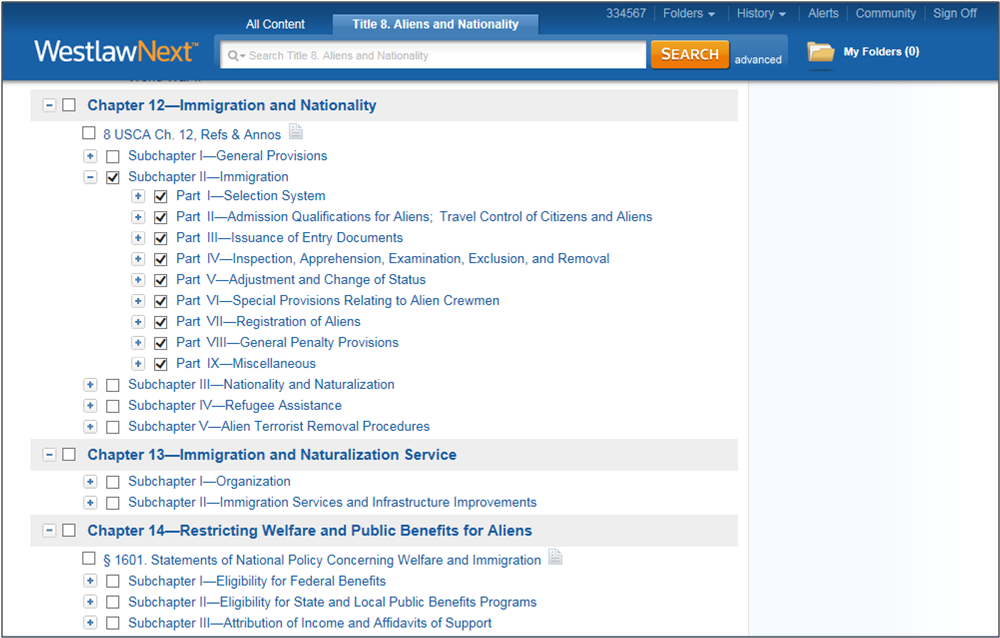 334567 Folders History Alerts Community Sign Off
All Content Title 8. Aliens and Nationality
WestlawNext™ Search Title 8. Aliens and Nationality SEARCH advanced My Folders (0)
Chapter 12—Immigration and Nationality
8 USCA Ch. 12, Refs & Annos
Subchapter I—General Provisions
Subchapter II—Immigration
Part I—Selection System
Part II—Admission Qualifications for Aliens; Travel Control of Citizens and Aliens
Part III—Issuance of Entry Documents
Part IV—Inspection, Apprehension, Examination, Exclusion, and Removal
Part V—Adjustment and Change of Status
Part VI—Special Provisions Relating to Alien Crewmen
Part VII—Registration of Aliens
Part VIII—General Penalty Provisions
Part IX—Miscellaneous
Subchapter III—Nationality and Naturalization
Subchapter IV—Refugee Assistance
Subchapter V—Alien Terrorist Removal Procedures
Chapter 13—Immigration and Naturalization Service
Subchapter I—Organization
Subchapter II—Immigration Services and Infrastructure Improvements
Chapter 14—Restricting Welfare and Public Benefits for Aliens
§ 1601. Statements of National Policy Concerning Welfare and Immigration
Subchapter I—Eligibility for Federal Benefits
Subchapter II—Eligibility for State and Local Public Benefits Programs
Subchapter III—Attribution of Income and Affidavits of Support